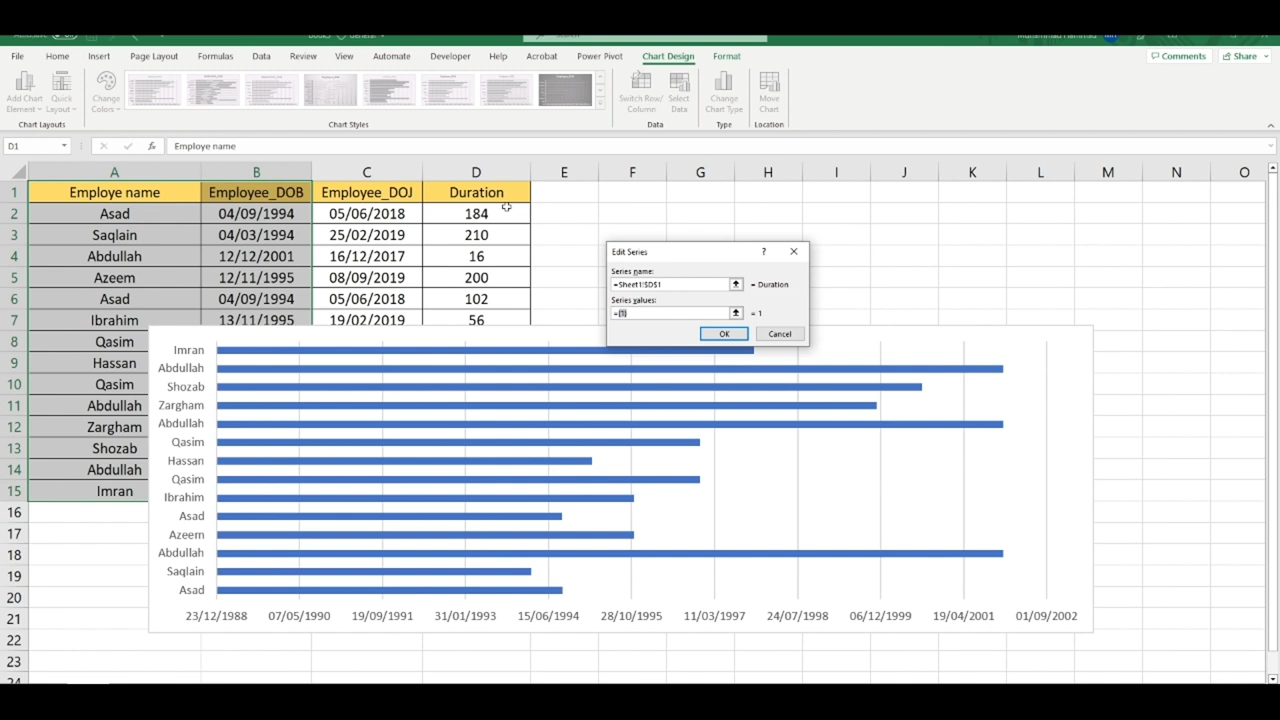 File Home Insert Page Layout Formulas Data Review View Automate Developer Help Acrobat Power Pivot Chart Design Format Comments Share
Add Chart Element Quick Layout Change Colors Switch Row/ Column Select Data Change Chart Type Move Chart
Chart Layouts Chart Styles Data Type Location
D1 fx Employe name
A B C D E F G H I J K L M N O
1 Employe name Employee_DOB Employee_DOJ Duration
2 Asad 04/09/1994 05/06/2018 184
3 Saqlain 04/03/1994 25/02/2019 210
4 Abdullah 12/12/2001 16/12/2017 16
5 Azeem 12/11/1995 08/09/2019 200
6 Asad 04/09/1994 05/06/2018 102
7 Ibrahim 13/11/1995 19/02/2019 56
8 Qasim
9 Hassan
10 Qasim
11 Abdullah
12 Zargham
13 Shozab
14 Abdullah
15 Imran
16
17
18
19
20
21
22
23
24
Edit Series ?
Series name:
=Sheet1!$D$1 = Duration
Series values:
={1} = 1
OK Cancel
Imran
Abdullah
Shozab
Zargham
Abdullah
Qasim
Hassan
Qasim
Ibrahim
Asad
Azeem
Abdullah
Saqlain
Asad
23/12/1988 07/05/1990 19/09/1991 31/01/1993 15/06/1994 28/10/1995 11/03/1997 24/07/1998 06/12/1999 19/04/2001 01/09/2002